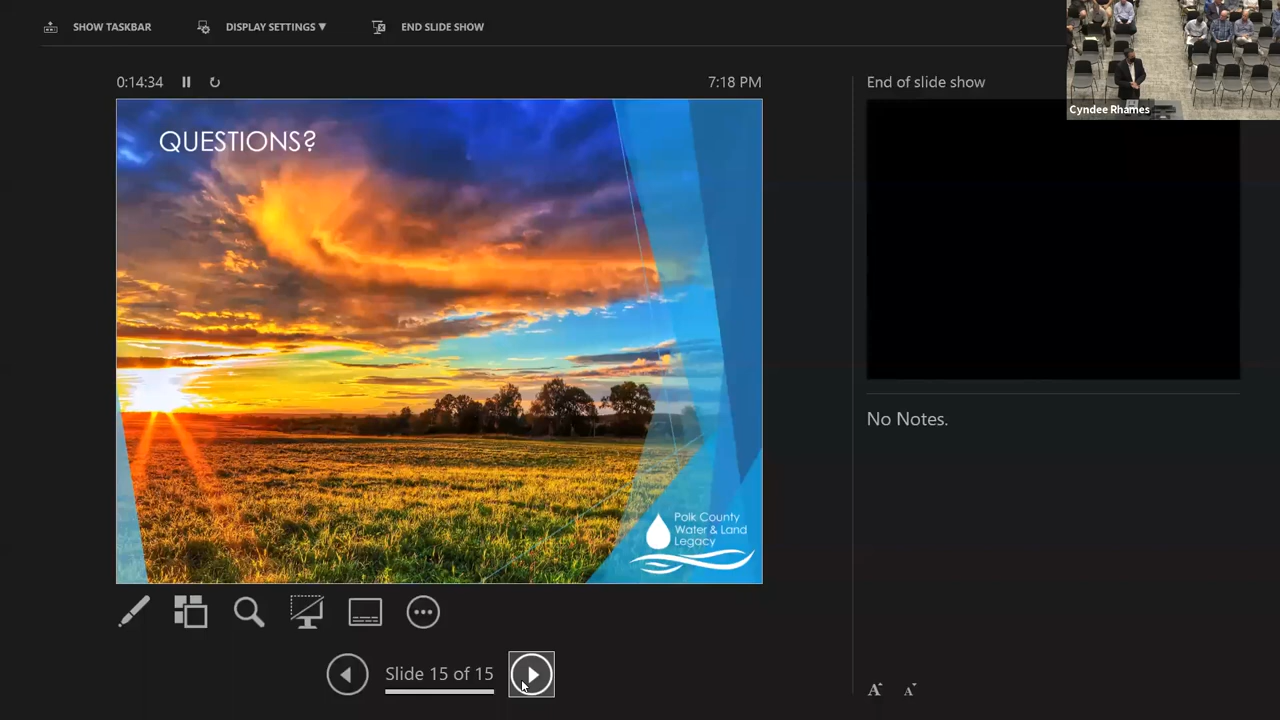 SHOW TASKBAR
DISPLAY SETTINGS ▼
END SLIDE SHOW
0:14:34
7:18 PM
End of slide show
Cyndee Rhames
QUESTIONS?
Polk County
Water & Land
Legacy
No Notes.
Slide 15 of 15
A A